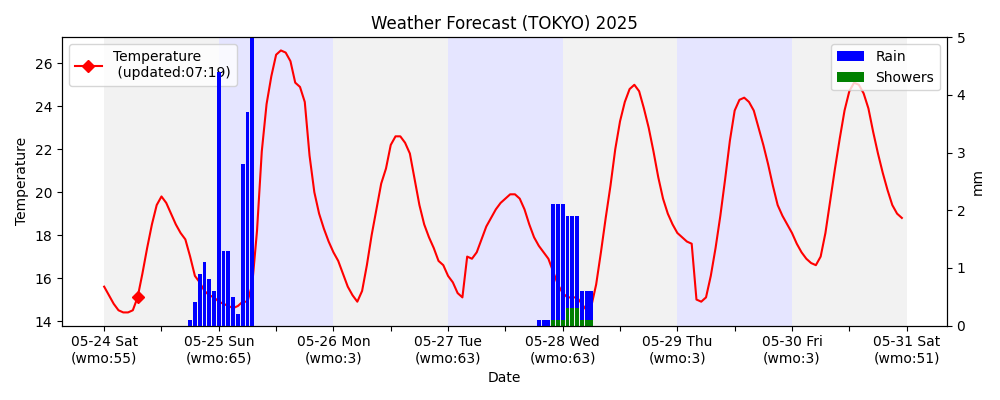 Weather Forecast (TOKYO) 2025
Temperature
(updated:07:19)
Rain
Showers
26
24
22
20
18
16
14
Temperature
5
4
3
2
1
0
mm
05-24 Sat
(wmo:55)
05-25 Sun
(wmo:65)
05-26 Mon
(wmo:3)
05-27 Tue
(wmo:63)
05-28 Wed
(wmo:63)
05-29 Thu
(wmo:3)
05-30 Fri
(wmo:3)
05-31 Sat
(wmo:51)
Date